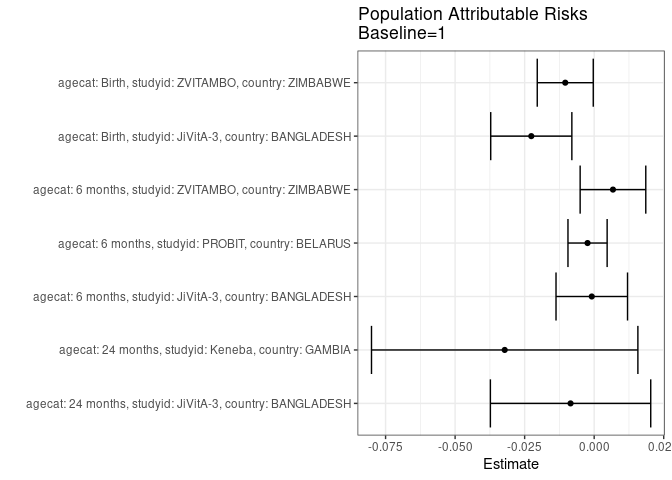 Population Attributable Risks
Baseline=1
agecat: Birth, studyid: ZVITAMBO, country: ZIMBABWE
agecat: Birth, studyid: JiVitA-3, country: BANGLADESH
agecat: 6 months, studyid: ZVITAMBO, country: ZIMBABWE
agecat: 6 months, studyid: PROBIT, country: BELARUS
agecat: 6 months, studyid: JiVitA-3, country: BANGLADESH
agecat: 24 months, studyid: Keneba, country: GAMBIA
agecat: 24 months, studyid: JiVitA-3, country: BANGLADESH
-0.075 -0.050 -0.025 0.000 0.02
Estimate